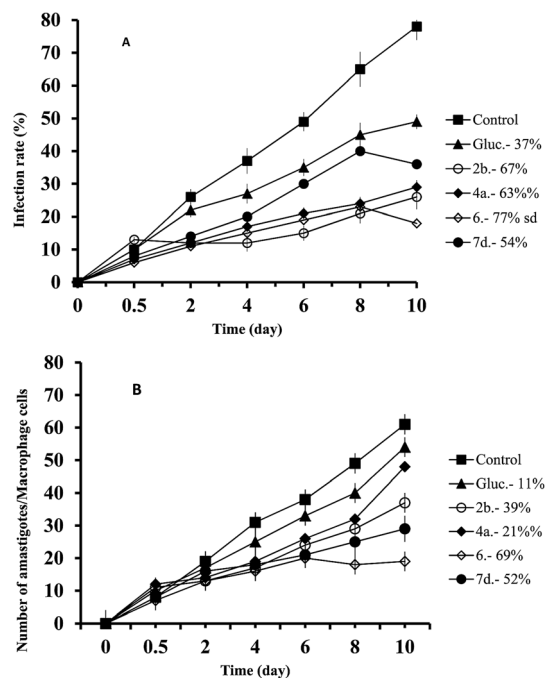 A
80
70
60
50
40
30
20
10
0
Infection rate (%)
0 0.5 2 4 6 8 10
Time (day)
Control
Gluc.- 37%
2b.- 67%
4a.- 63%%
6.- 77% sd
7d.- 54%
B
80
70
60
50
40
30
20
10
0
Number of amastigotes/Macrophage cells
0 0.5 2 4 6 8 10
Time (day)
Control
Gluc.- 11%
2b.- 39%
4a.- 21%%
6.- 69%
7d.- 52%